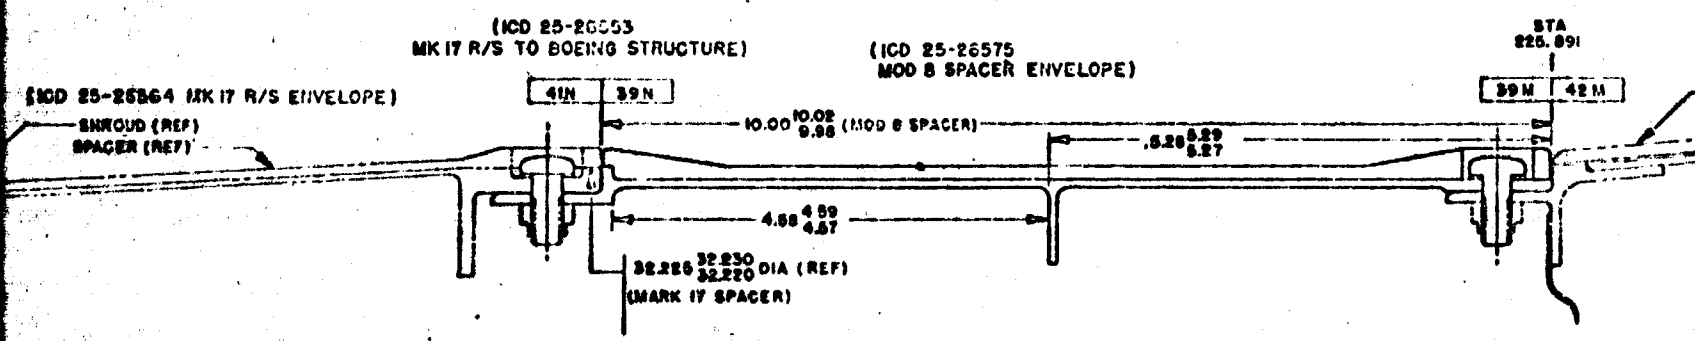 (ICD 25-26553
MK 17 R/S TO BOEING STRUCTURE)
(ICD 25-26575
MOD 8 SPACER ENVELOPE)
STA
225.891
(ICD 25-26564 MK 17 R/S ENVELOPE)
SHROUD (REF)
SPACER (REF)
41N 39N
39M 42M
10.00 10.02 9.98 (MOD 8 SPACER)
5.28 5.29 5.27
4.58 4.59 4.57
32.225 32.230 32.220 DIA (REF)
(MARK 17 SPACER)